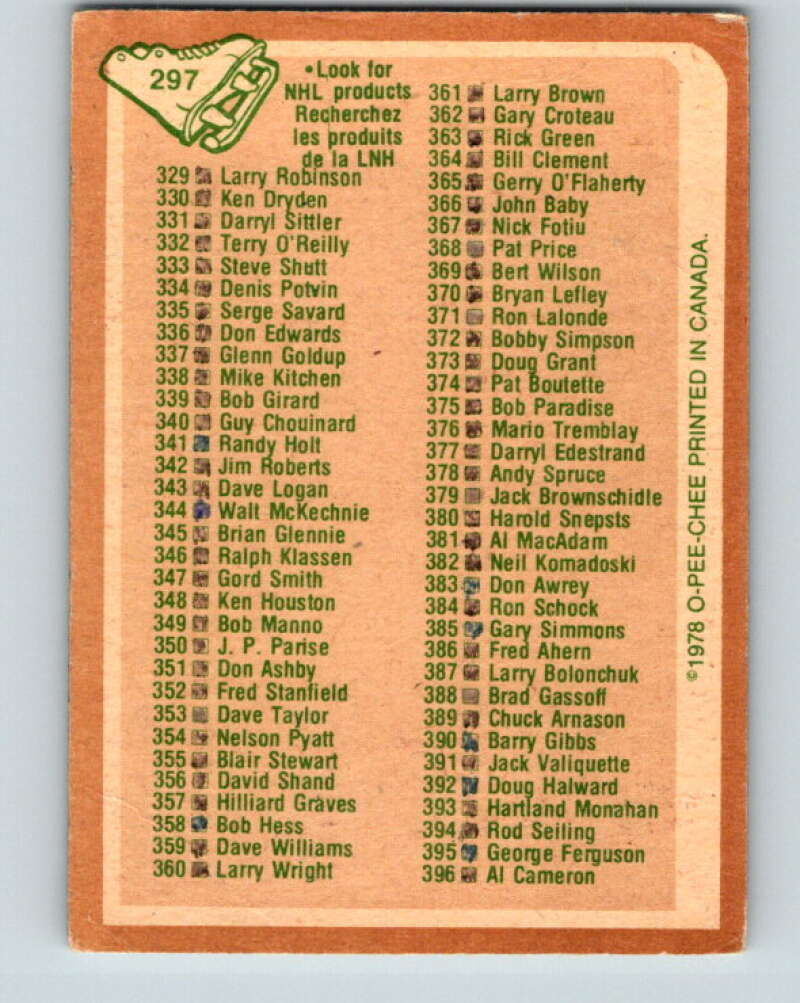 297
•Look for
NHL products
Recherchez
les produits
de la LNH
329 Larry Robinson
330 Ken Dryden
331 Darryl Sittler
332 Terry O'Reilly
333 Steve Shutt
334 Denis Potvin
335 Serge Savard
336 Don Edwards
337 Glenn Goldup
338 Mike Kitchen
339 Bob Girard
340 Guy Chouinard
341 Randy Holt
342 Jim Roberts
343 Dave Logan
344 Walt McKechnie
345 Brian Glennie
346 Ralph Klassen
347 Gord Smith
348 Ken Houston
349 Bob Manno
350 J. P. Parise
351 Don Ashby
352 Fred Stanfield
353 Dave Taylor
354 Nelson Pyatt
355 Blair Stewart
356 David Shand
357 Hilliard Graves
358 Bob Hess
359 Dave Williams
360 Larry Wright
361 Larry Brown
362 Gary Croteau
363 Rick Green
364 Bill Clement
365 Gerry O'Flaherty
366 John Baby
367 Nick Fotiu
368 Pat Price
369 Bert Wilson
370 Bryan Lefley
371 Ron Lalonde
372 Bobby Simpson
373 Doug Grant
374 Pat Boutette
375 Bob Paradise
376 Mario Tremblay
377 Darryl Edestrand
378 Andy Spruce
379 Jack Brownschidle
380 Harold Snepsts
381 Al MacAdam
382 Neil Komadoski
383 Don Awrey
384 Ron Schock
385 Gary Simmons
386 Fred Ahern
387 Larry Bolonchuk
388 Brad Gassoff
389 Chuck Arnason
390 Barry Gibbs
391 Jack Valiquette
392 Doug Halward
393 Hartland Monahan
394 Rod Seiling
395 George Ferguson
396 Al Cameron
©1978 O-PEE-CHEE PRINTED IN CANADA.